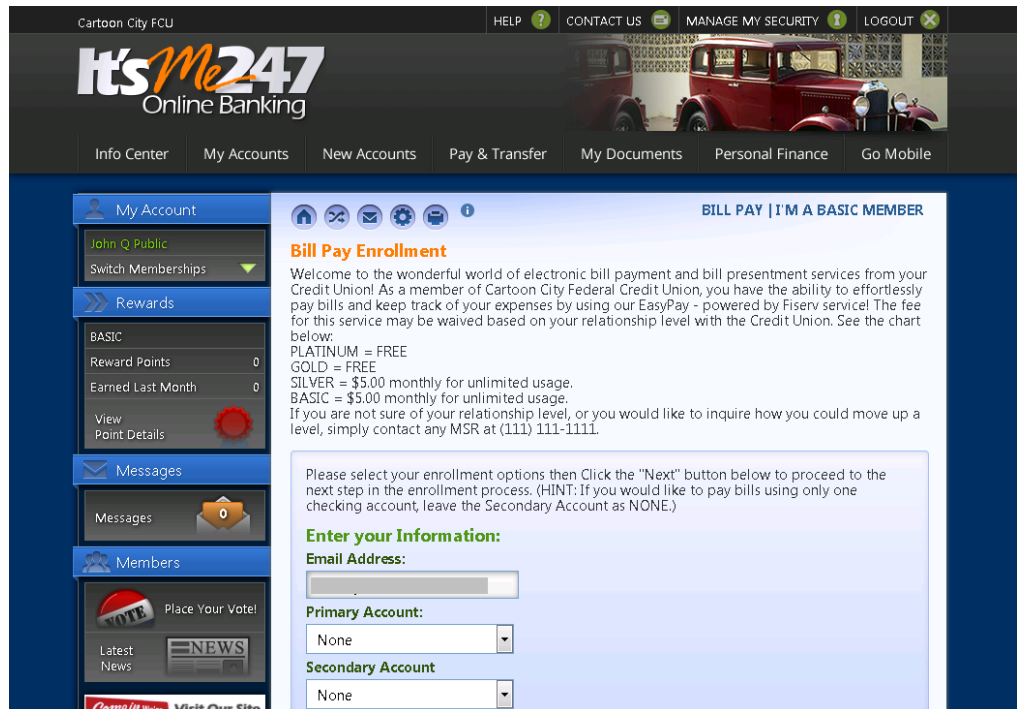 Cartoon City FCU
HELP ?
CONTACT US
MANAGE MY SECURITY
LOGOUT
It's Me 247
Online Banking
Info Center
My Accounts
New Accounts
Pay & Transfer
My Documents
Personal Finance
Go Mobile
My Account
John Q Public
Switch Memberships
Rewards
BASIC
Reward Points 0
Earned Last Month 0
View
Point Details
Messages
Messages 0
Members
VOTE Place Your Vote!
Latest
News
NEWS
Visit Our Site
BILL PAY | I'M A BASIC MEMBER
Bill Pay Enrollment
Welcome to the wonderful world of electronic bill payment and bill presentment services from your
Credit Union! As a member of Cartoon City Federal Credit Union, you have the ability to effortlessly
pay bills and keep track of your expenses by using our EasyPay - powered by Fiserv service! The fee
for this service may be waived based on your relationship level with the Credit Union. See the chart
below:
PLATINUM = FREE
GOLD = FREE
SILVER = $5.00 monthly for unlimited usage.
BASIC = $5.00 monthly for unlimited usage.
If you are not sure of your relationship level, or you would like to inquire how you could move up a
level, simply contact any MSR at (111) 111-1111.
Please select your enrollment options then Click the "Next" button below to proceed to the
next step in the enrollment process. (HINT: If you would like to pay bills using only one
checking account, leave the Secondary Account as NONE.)
Enter your Information:
Email Address:
Primary Account:
None
Secondary Account
None